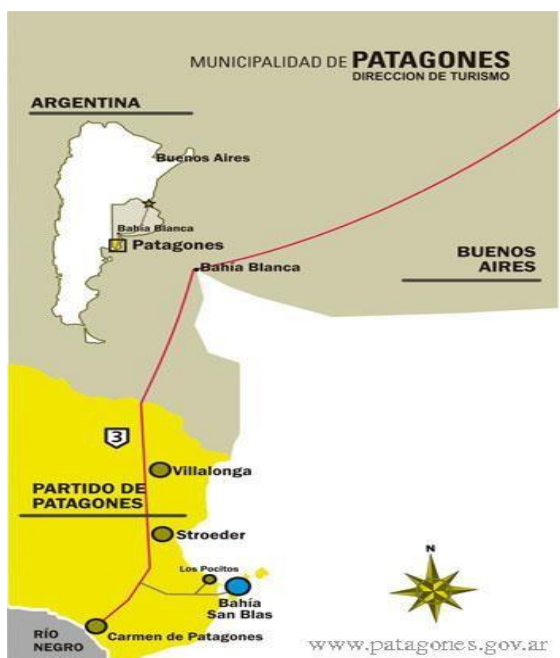 MUNICIPALIDAD DE PATAGONES
DIRECCION DE TURISMO
ARGENTINA
Buenos Aires
Bahía Blanca
Patagones
Bahía Blanca
BUENOS
AIRES
3
Villalonga
PARTIDO DE
PATAGONES
Stroeder
Los Pocitos
Bahía
San Blas
Carmen de Patagones
RÍO
NEGRO
N
www.patagones.gov.ar